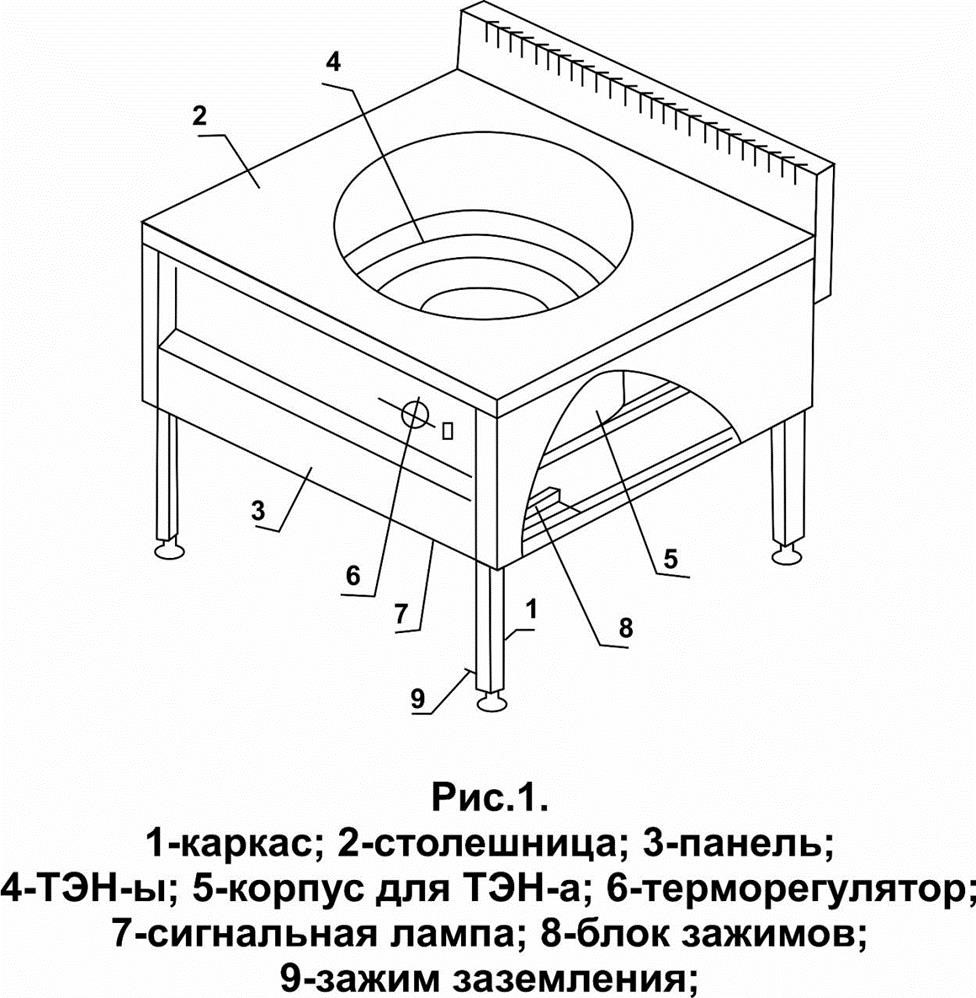 4
2
3
6
5
7
1
8
9
Рис.1.
1-каркас; 2-столешница; 3-панель;
4-ТЭН-ы; 5-корпус для ТЭН-а; 6-терморегулятор;
7-сигнальная лампа; 8-блок зажимов;
9-зажим заземления;